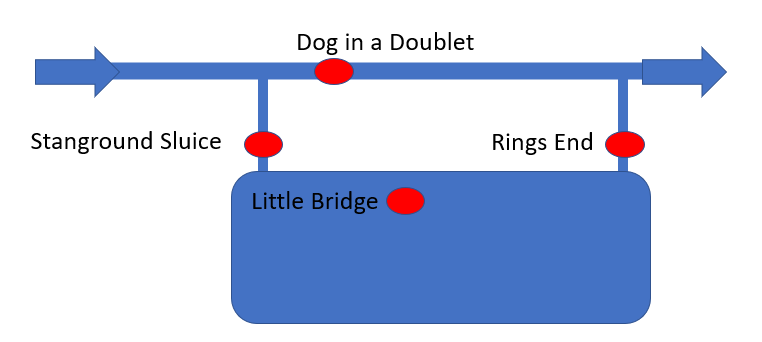 Dog in a Doublet
Stanground Sluice
Rings End
Little Bridge